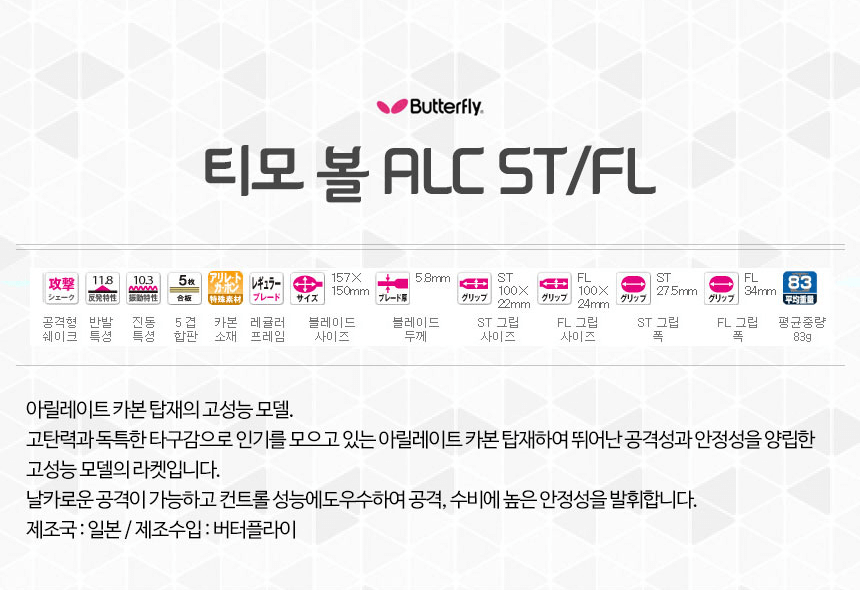 Butterfly
티모 볼 ALC ST/FL
攻撃 シェーク 11.8 反発特性 10.3 振動特性 5枚 合板 アリレート カーボン 特殊素材 レギュラー ブレード サイズ 157× 150mm ブレード厚 5.8mm グリップ ST 100× 22mm グリップ FL 100× 24mm グリップ ST 27.5mm グリップ FL 34mm 83 平均重量
공격형 반발 진동 5 겹 카본 레귤러 블레이드 블레이드 ST 그립 FL 그립 ST 그립 FL 그립 평균중량
쉐이크 특성 특성 합판 소재 프레임 사이즈 두께 사이즈 사이즈 폭 폭 83g
아릴레이트 카본 탑재의 고성능 모델.
고탄력과 독특한 타구감으로 인기를 모으고 있는 아릴레이트 카본 탑재하여 뛰어난 공격성과 안정성을 양립한
고성능 모델의 라켓입니다.
날카로운 공격이 가능하고 컨트롤 성능에도우수하여 공격, 수비에 높은 안정성을 발휘합니다.
제조국 : 일본 / 제조수입 : 버터플라이